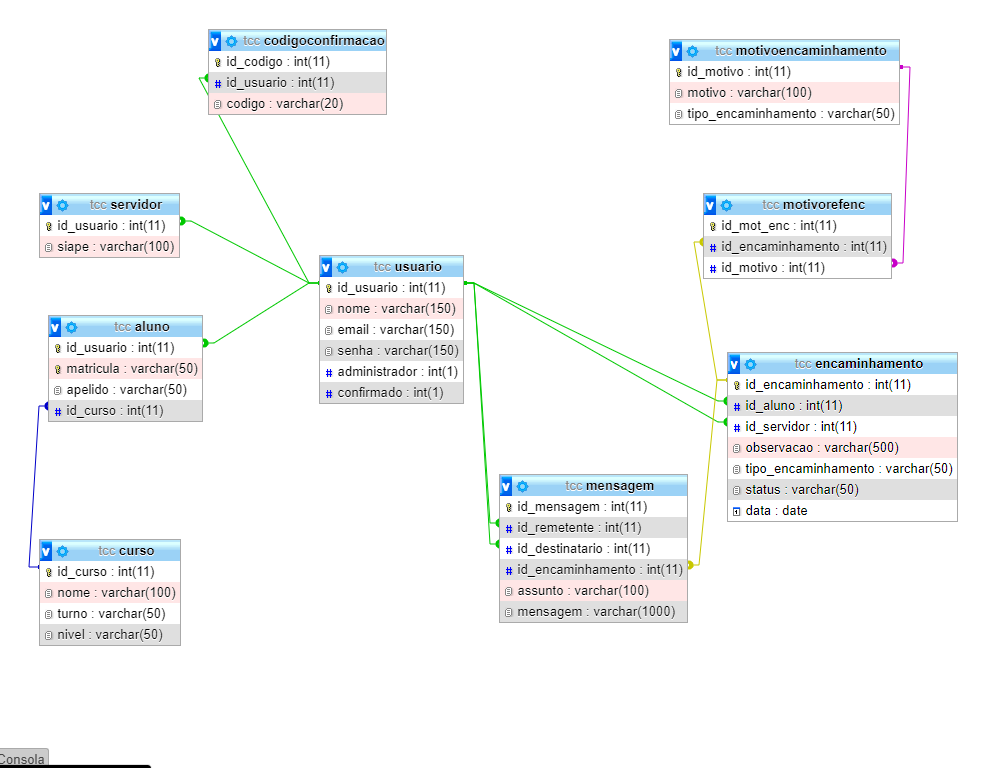 tcc codigoconfirmacao
id_codigo : int(11)
id_usuario : int(11)
codigo : varchar(20)
tcc motivoencaminhamento
id_motivo : int(11)
motivo : varchar(100)
tipo_encaminhamento : varchar(50)
tcc servidor
id_usuario : int(11)
siape : varchar(100)
tcc motivorefenc
id_mot_enc : int(11)
id_encaminhamento : int(11)
id_motivo : int(11)
tcc usuario
id_usuario : int(11)
nome : varchar(150)
email : varchar(150)
senha : varchar(150)
administrador : int(1)
confirmado : int(1)
tcc aluno
id_usuario : int(11)
matricula : varchar(50)
apelido : varchar(50)
id_curso : int(11)
tcc encaminhamento
id_encaminhamento : int(11)
id_aluno : int(11)
id_servidor : int(11)
observacao : varchar(500)
tipo_encaminhamento : varchar(50)
status : varchar(50)
data : date
tcc mensagem
id_mensagem : int(11)
id_remetente : int(11)
id_destinatario : int(11)
id_encaminhamento : int(11)
assunto : varchar(100)
mensagem : varchar(1000)
tcc curso
id_curso : int(11)
nome : varchar(100)
turno : varchar(50)
nivel : varchar(50)
Consola